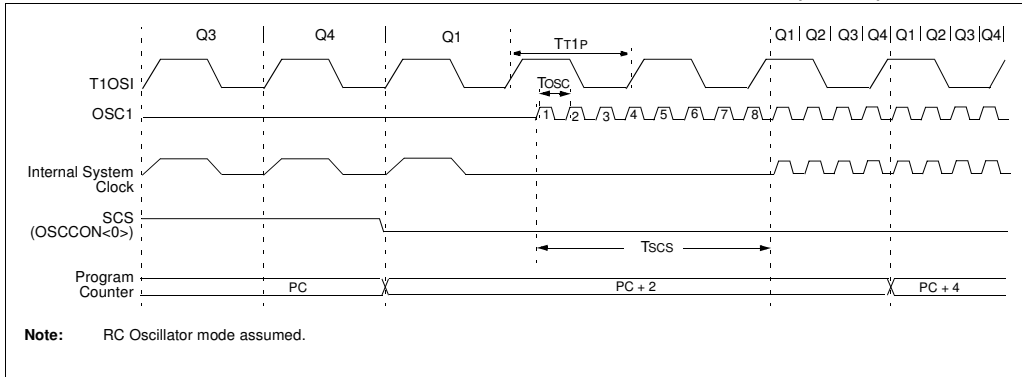 Q3 Q4 Q1 Q1 Q2 Q3 Q4 Q1 Q2 Q3 Q4
TT1P
T1OSI
TOSC
OSC1
1 2 3 4 5 6 7 8
Internal System
Clock
SCS
(OSCCON<0>)
TSCS
Program
Counter
PC PC + 2 PC + 4
Note: RC Oscillator mode assumed.